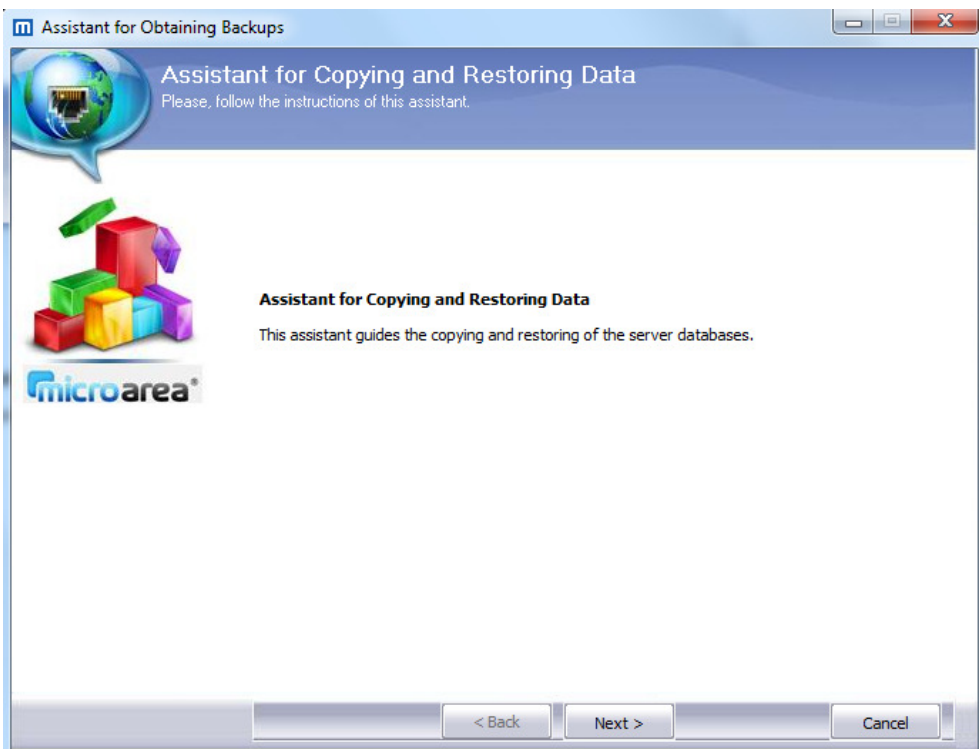 Assistant for Obtaining Backups
Assistant for Copying and Restoring Data
Please, follow the instructions of this assistant.
Assistant for Copying and Restoring Data
This assistant guides the copying and restoring of the server databases.
microarea®
< Back
Next >
Cancel